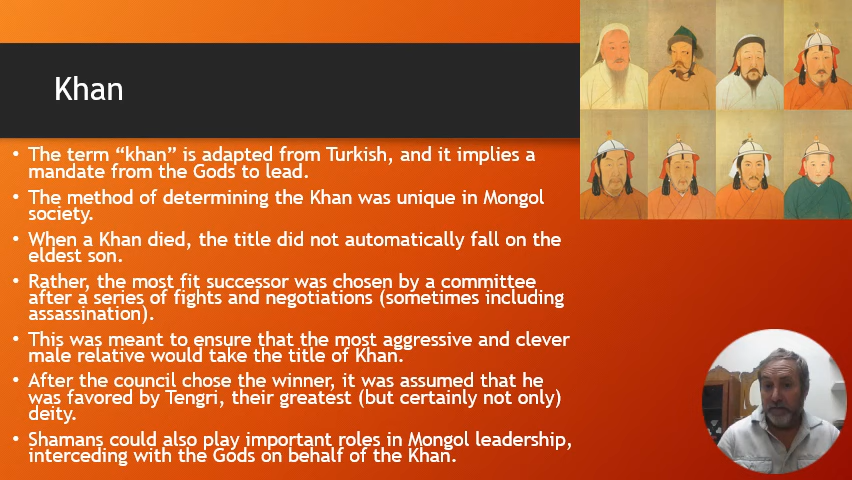 Khan
• The term “khan” is adapted from Turkish, and it implies a
mandate from the Gods to lead.
• The method of determining the Khan was unique in Mongol
society.
• When a Khan died, the title did not automatically fall on the
eldest son.
• Rather, the most fit successor was chosen by a committee
after a series of fights and negotiations (sometimes including
assassination).
• This was meant to ensure that the most aggressive and clever
male relative would take the title of Khan.
• After the council chose the winner, it was assumed that he
was favored by Tengri, their greatest (but certainly not only)
deity.
• Shamans could also play important roles in Mongol leadership,
interceding with the Gods on behalf of the Khan.